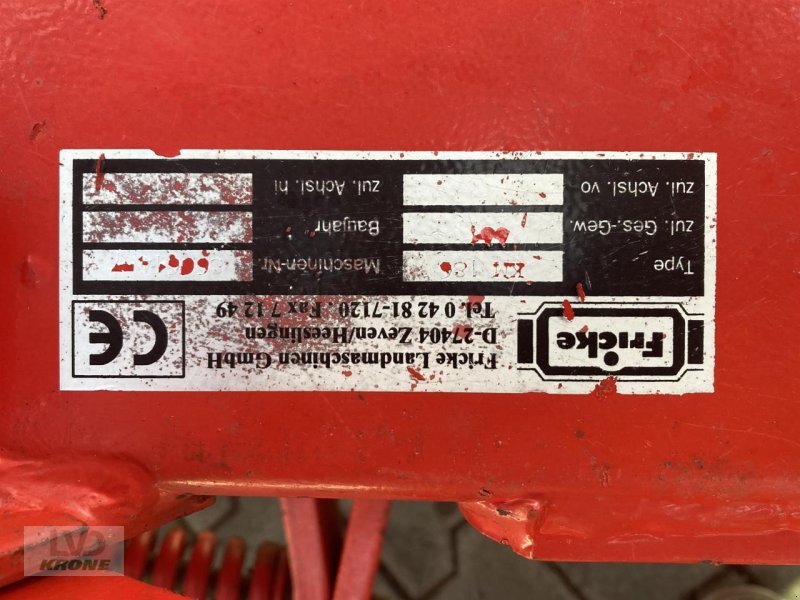 Fricke
Fricke Landmaschinen GmbH
D-27404 Zeven/Heeslingen
Tel. 0 42 81-7120 . Fax 7 12 49
CE
Type
Maschinen-Nr
zul. Ges.-Gew.
Baujahr
zul. Achsl. vo
zul. Achsl. hi
LVD
KRONE